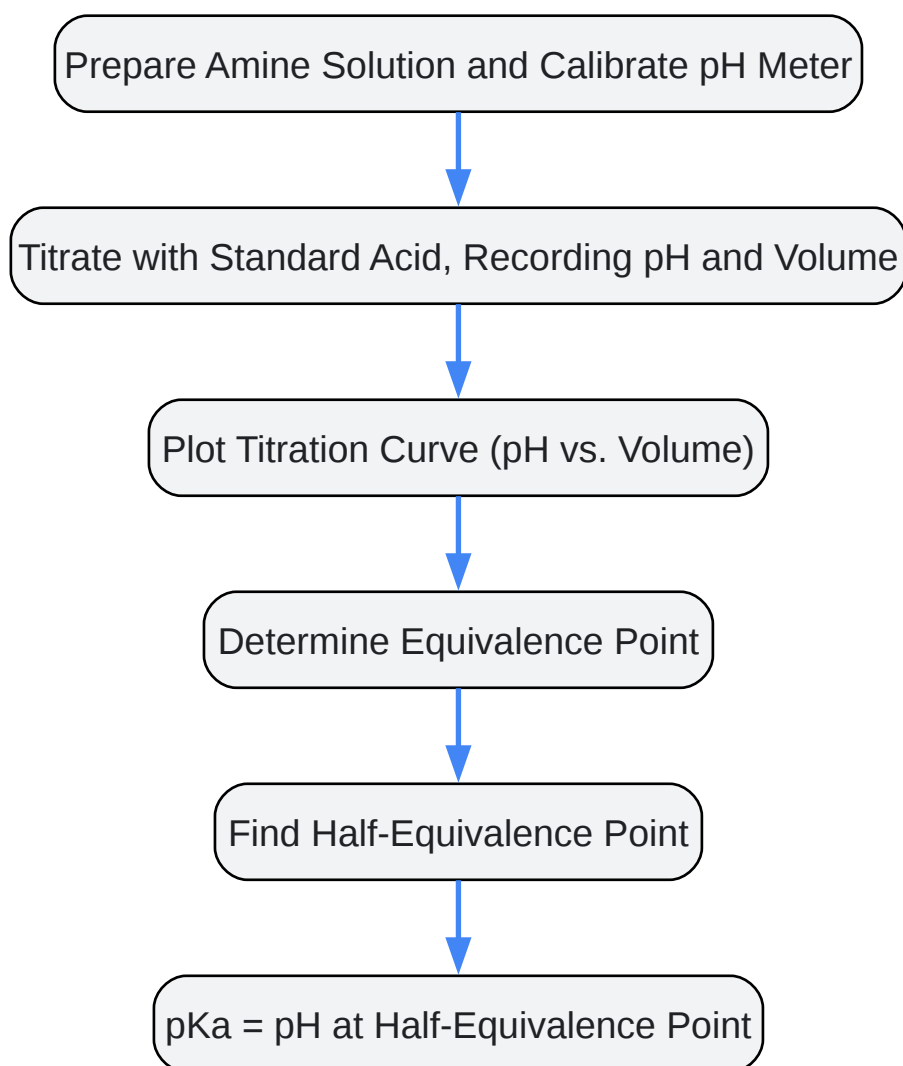 Prepare Amine Solution and Calibrate pH Meter
Titrate with Standard Acid, Recording pH and Volume
Plot Titration Curve (pH vs. Volume)
Determine Equivalence Point
Find Half-Equivalence Point
pKa = pH at Half-Equivalence Point